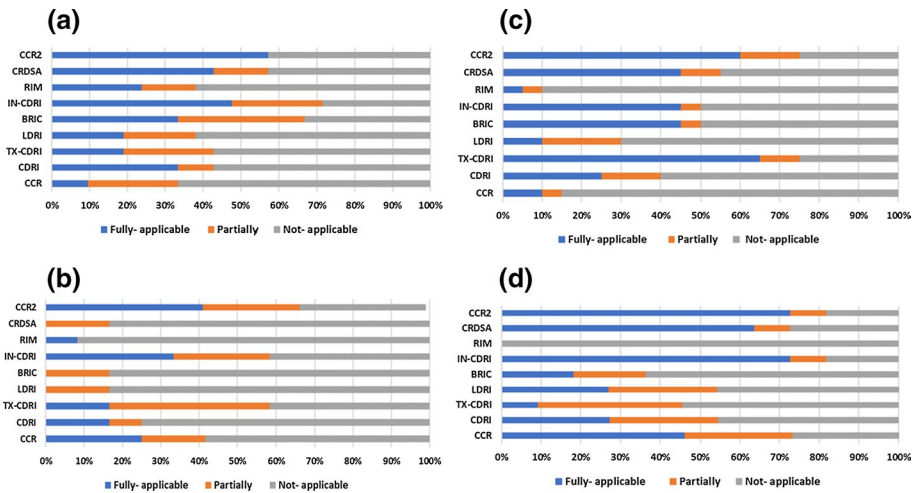 (a)
CCR2
CRDSA
RIM
IN-CDRI
BRIC
LDRI
TX-CDRI
CDRI
CCR
0% 10% 20% 30% 40% 50% 60% 70% 80% 90% 100%
Fully- applicable Partially Not- applicable
(c)
CCR2
CRDSA
RIM
IN-CDRI
BRIC
LDRI
TX-CDRI
CDRI
CCR
0% 10% 20% 30% 40% 50% 60% 70% 80% 90% 100%
Fully- applicable Partially Not- applicable
(b)
CCR2
CRDSA
RIM
IN-CDRI
BRIC
LDRI
TX-CDRI
CDRI
CCR
0% 10% 20% 30% 40% 50% 60% 70% 80% 90% 100%
Fully- applicable Partially Not- applicable
(d)
CCR2
CRDSA
RIM
IN-CDRI
BRIC
LDRI
TX-CDRI
CDRI
CCR
0% 10% 20% 30% 40% 50% 60% 70% 80% 90% 100%
Fully- applicable Partially Not- applicable